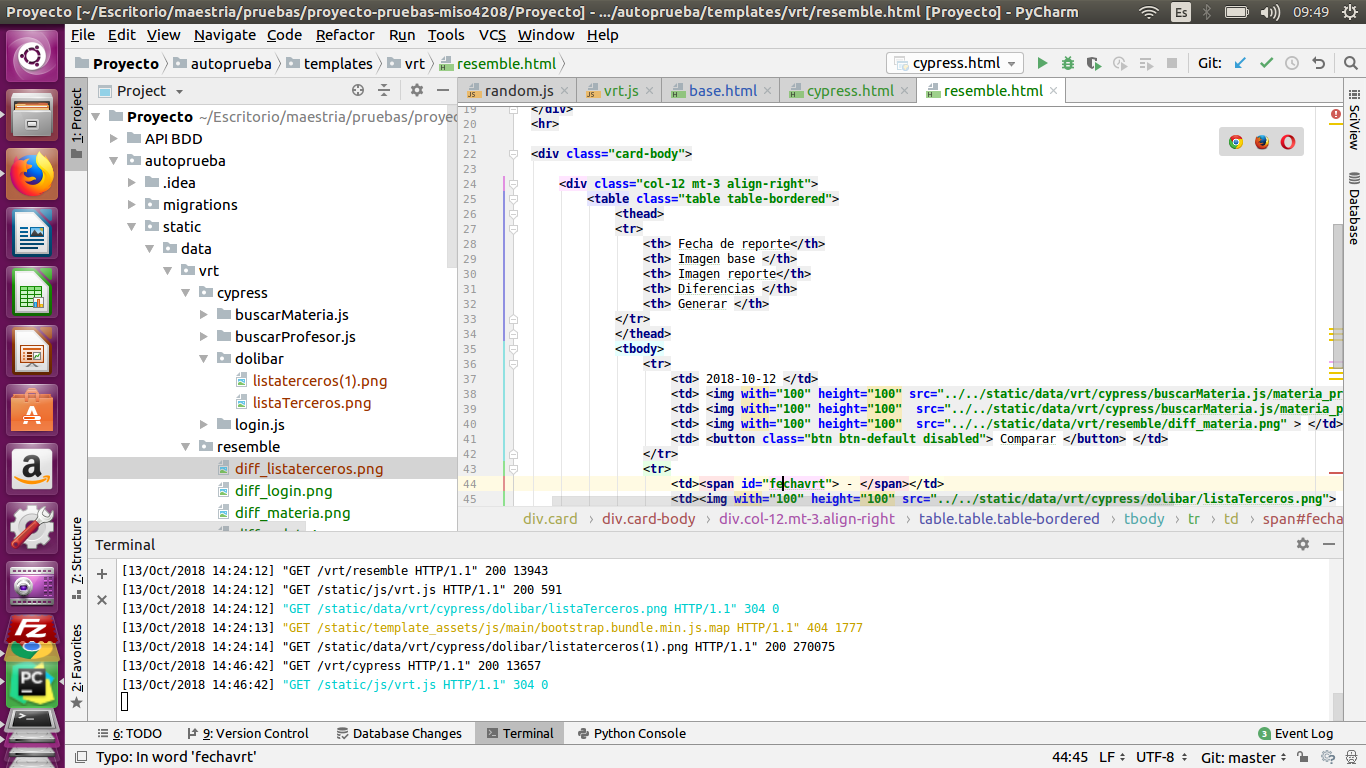 Proyecto [~/Escritorio/maestria/pruebas/proyecto-pruebas-miso4208/Proyecto] - .../autoprueba/templates/vrt/resemble.html [Proyecto] - PyCharm
Es
09:49
File Edit View Navigate Code Refactor Run Tools VCS Window Help
Proyecto autoprueba templates vrt resemble.html
cypress.html
Git:
1: Project
7: Structure
2: Favorites
Project
Proyecto ~/Escritorio/maestria/pruebas/proyec
API BDD
autoprueba
.idea
migrations
static
data
vrt
cypress
buscarMateria.js
buscarProfesor.js
dolibar
listaterceros(1).png
listaTerceros.png
login.js
resemble
diff_listaterceros.png
diff_login.png
diff_materia.png
random.js vrt.js base.html cypress.html resemble.html
19 </div>
20 <hr>
21
22 <div class="card-body">
23
24 <div class="col-12 mt-3 align-right">
25 <table class="table table-bordered">
26 <thead>
27 <tr>
28 <th> Fecha de reporte</th>
29 <th> Imagen base </th>
30 <th> Imagen reporte</th>
31 <th> Diferencias </th>
32 <th> Generar </th>
33 </tr>
34 </thead>
35 <tbody>
36 <tr>
37 <td> 2018-10-12 </td>
38 <td> <img with="100" height="100" src="../../static/data/vrt/cypress/buscarMateria.js/materia_pr
39 <td> <img with="100" height="100" src="../../static/data/vrt/cypress/buscarMateria.js/materia_p
40 <td> <img with="100" height="100" src="../../static/data/vrt/resemble/diff_materia.png" > </td>
41 <td> <button class="btn btn-default disabled"> Comparar </button> </td>
42 </tr>
43 <tr>
44 <td><span id="fechavrt"> - </span></td>
45 <td><img with="100" height="100" src="../../static/data/vrt/cypress/dolibar/listaTerceros.png">
div.card div.card-body div.col-12.mt-3.align-right table.table.table-bordered tbody tr td span#fecha
SciView
Database
Terminal
[13/Oct/2018 14:24:12] "GET /vrt/resemble HTTP/1.1" 200 13943
[13/Oct/2018 14:24:12] "GET /static/js/vrt.js HTTP/1.1" 200 591
[13/Oct/2018 14:24:12] "GET /static/data/vrt/cypress/dolibar/listaTerceros.png HTTP/1.1" 304 0
[13/Oct/2018 14:24:13] "GET /static/template_assets/js/main/bootstrap.bundle.min.js.map HTTP/1.1" 404 1777
[13/Oct/2018 14:24:14] "GET /static/data/vrt/cypress/dolibar/listaterceros(1).png HTTP/1.1" 200 270075
[13/Oct/2018 14:46:42] "GET /vrt/cypress HTTP/1.1" 200 13657
[13/Oct/2018 14:46:42] "GET /static/js/vrt.js HTTP/1.1" 304 0
6: TODO 9: Version Control Database Changes Terminal Python Console 3 Event Log
Typo: In word 'fechavrt' 44:45 LF UTF-8 Git: master